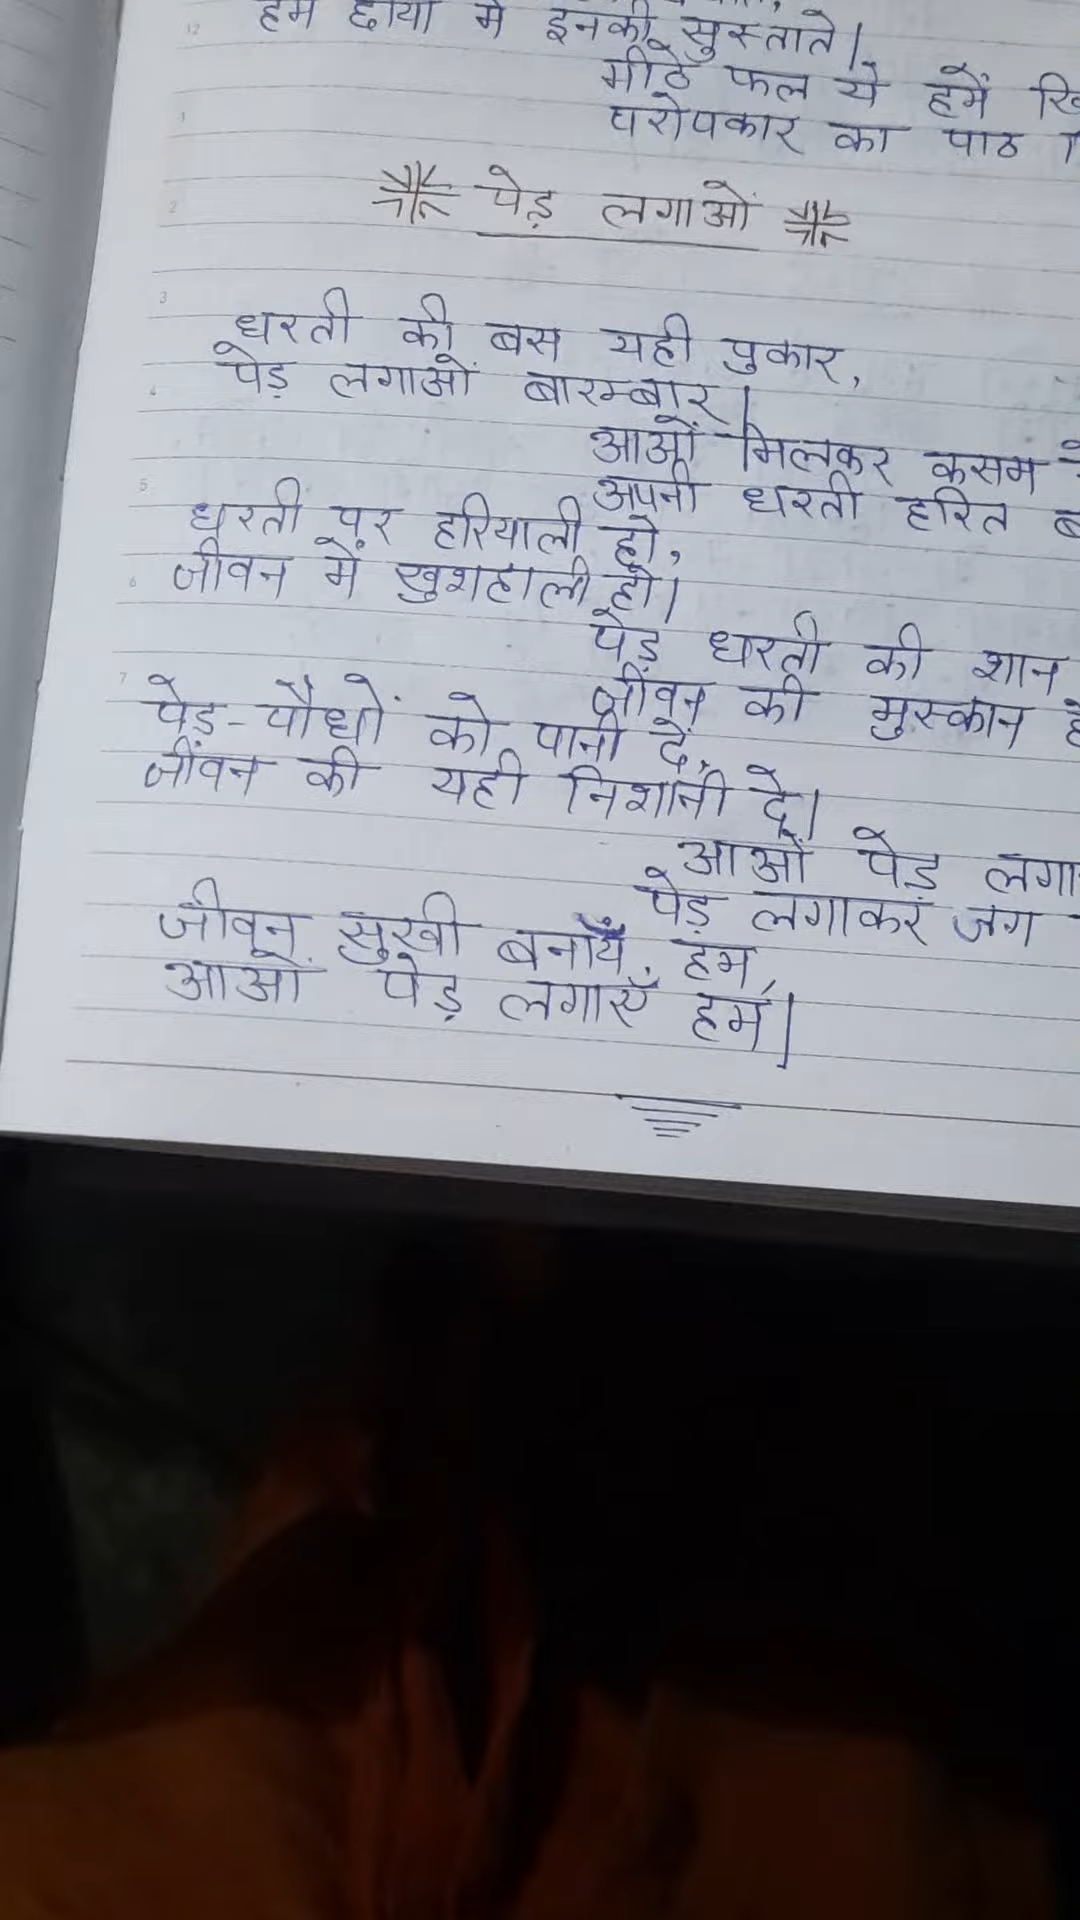 हम छाया में इनकी सुस्ताते।
मीठे फल ये हमें
परोपकार का पाठ
पेड़ लगाओं
धरती की बस यही पुकार,
पेड़ लगाओं बारम्बार।
आओं मिलकर कसम
अपनी धरती हरित
धरती पर हरियाली हो,
जीवन में खुशहाली हो।
पेड़ धरती की शान
जींवन की मुस्कान
पेड़-पौधों को पानी दें,
जींवन की यही निशानी दे।
आओं पेड़ लगा
पेड़ लगाकर जग
जीवन सुखी बनायें हम,
आओं पेड़ लगाएँ हम।